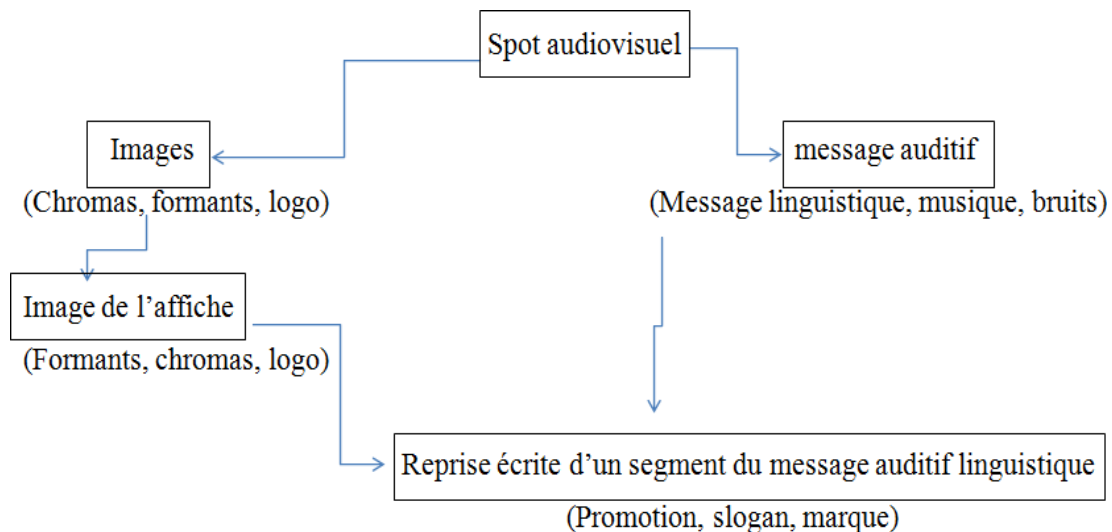 Spot audiovisuel
Images
message auditif
(Chromas, formants, logo)
(Message linguistique, musique, bruits)
Image de l’affiche
(Formants, chromas, logo)
Reprise écrite d’un segment du message auditif linguistique
(Promotion, slogan, marque)